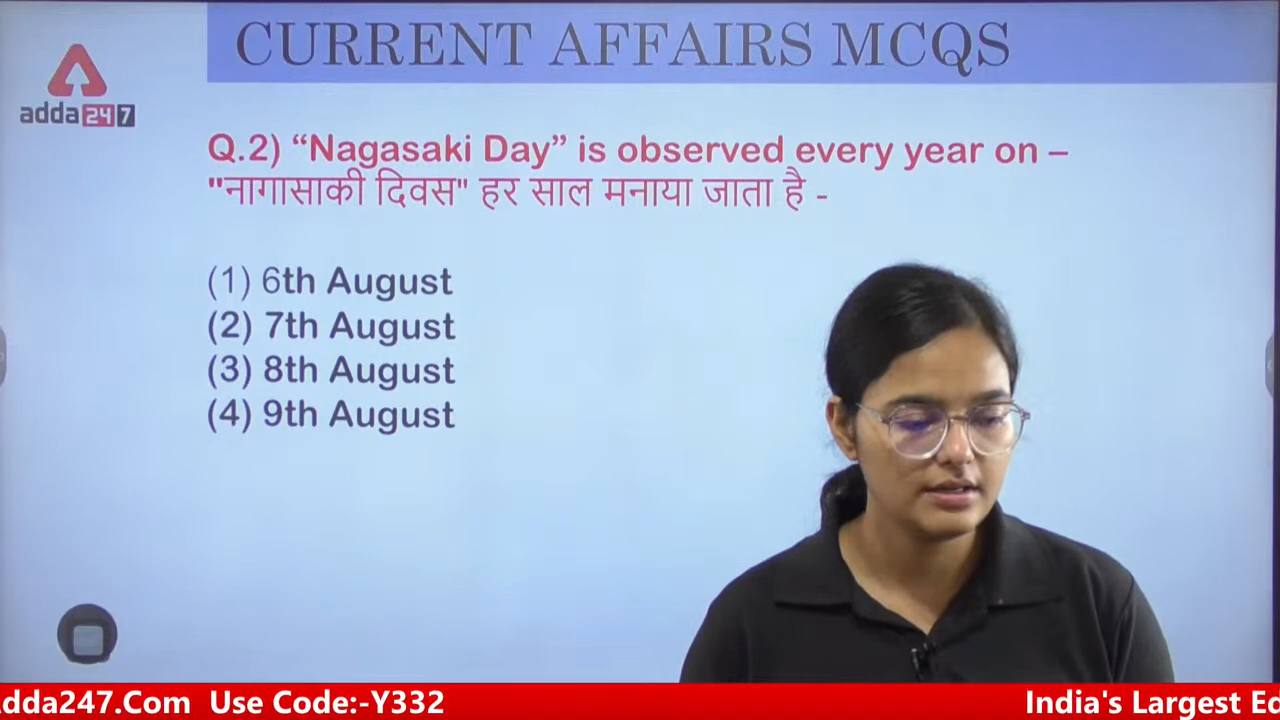 CURRENT AFFAIRS MCQS
adda247
Q.2) “Nagasaki Day” is observed every year on –
"नागासाकी दिवस" हर साल मनाया जाता है -
(1) 6th August
(2) 7th August
(3) 8th August
(4) 9th August
dda247.Com Use Code:-Y332
India's Largest Ed